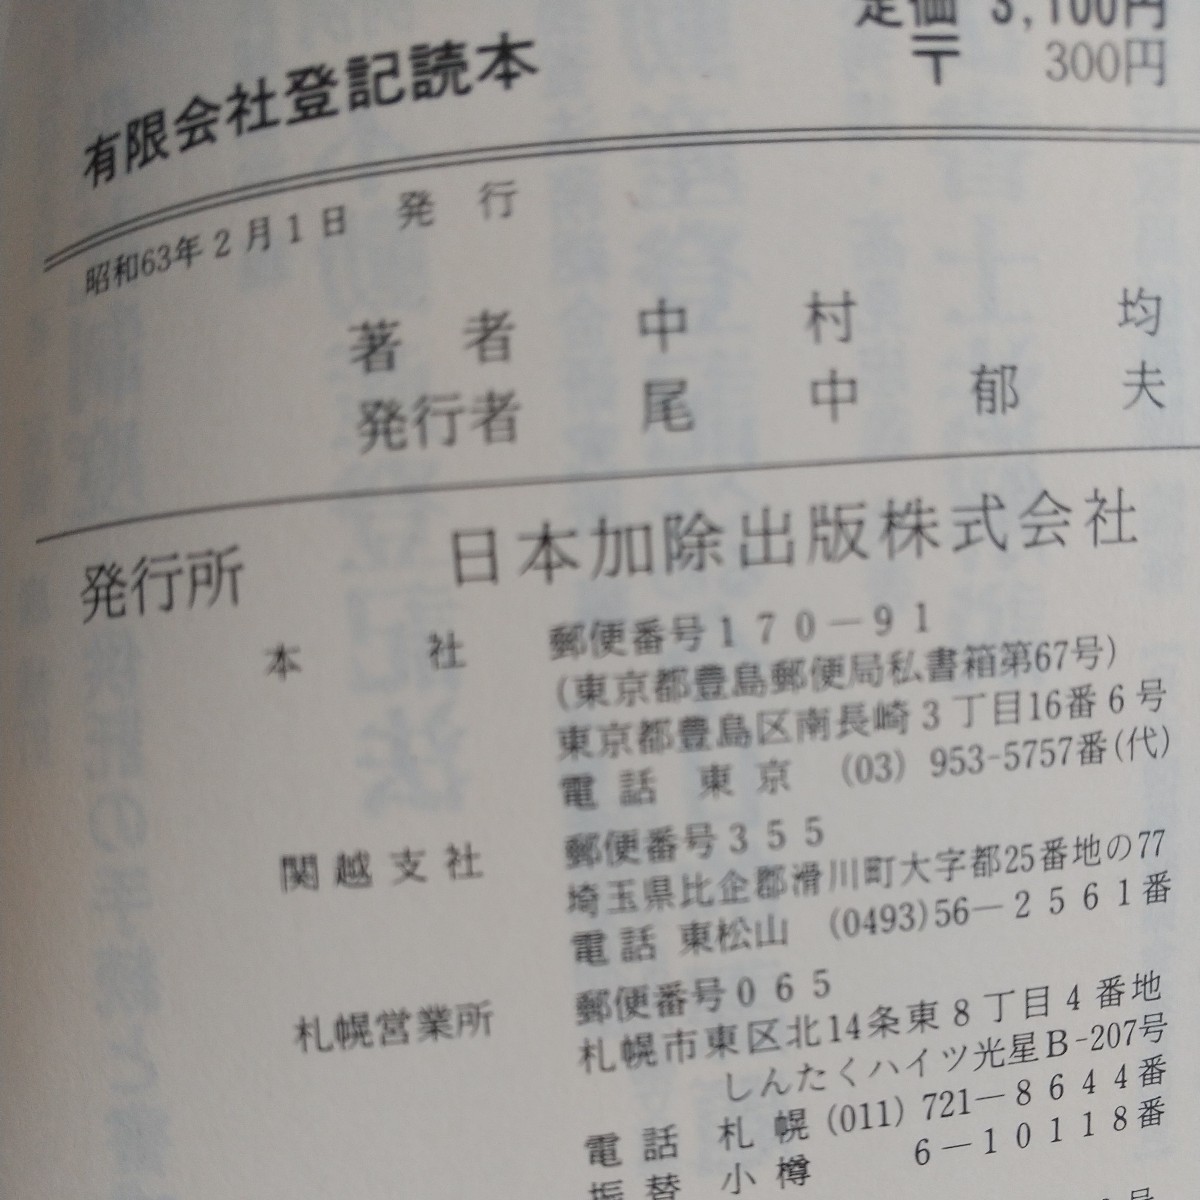 定価 3,100円
〒 300円
有限会社登記読本
昭和63年2月1日 発行
著者 中村 均
発行者 尾中郁夫
発行所 日本加除出版株式会社
本社 郵便番号170-91
(東京都豊島郵便局私書箱第67号)
東京都豊島区南長崎3丁目16番6号
電話 東京 (03) 953-5757番(代)
関越支社 郵便番号355
埼玉県比企郡滑川町大字都25番地の77
電話 東松山 (0493)56-2561番
札幌営業所 郵便番号065
札幌市東区北14条東8丁目4番地
しんたくハイツ光星B-207号
電話 札幌 (011) 721-8644番
振替 小樽 6-10118番